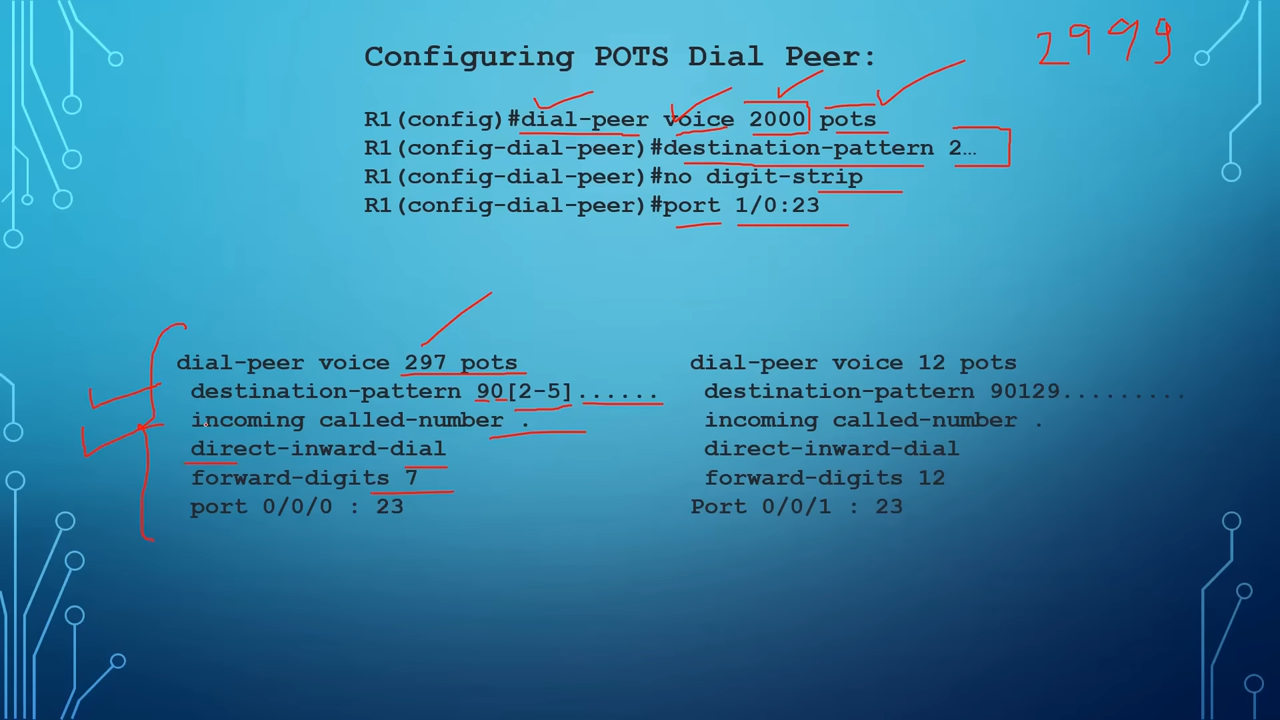 2999
Configuring POTS Dial Peer:
R1(config)#dial-peer voice 2000 pots
R1(config-dial-peer)#destination-pattern 2…
R1(config-dial-peer)#no digit-strip
R1(config-dial-peer)#port 1/0:23
dial-peer voice 297 pots
destination-pattern 90[2-5]......
incoming called-number .
direct-inward-dial
forward-digits 7
port 0/0/0 : 23
dial-peer voice 12 pots
destination-pattern 90129.........
incoming called-number .
direct-inward-dial
forward-digits 12
Port 0/0/1 : 23